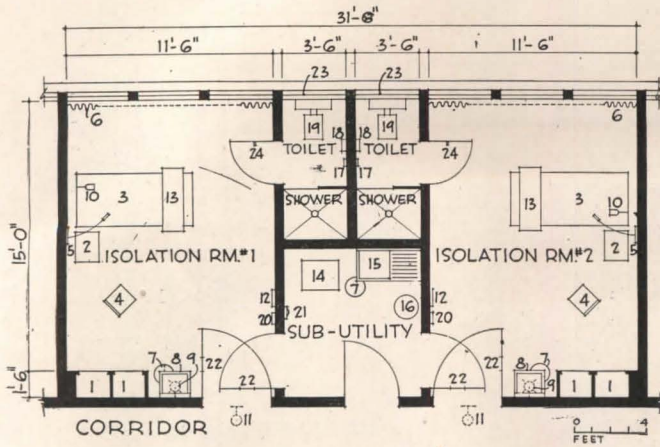 31'-8"
11'-6" 3'-6" 3'-6" 11'-6"
23 23
6 6
19 19
18 18
24 TOILET TOILET 24
17 17
10 3 13 SHOWER SHOWER 13 3 10
15'-0"
5 2 2 5
ISOLATION RM.#1 ISOLATION RM.#2
14 15
7
4 12 16 12 4
20 21 20
SUB-UTILITY
7 8 9 22 22 8 7
1'-6" 1 1 22 22 9 1 1
11 11
CORRIDOR
0 4
FEET